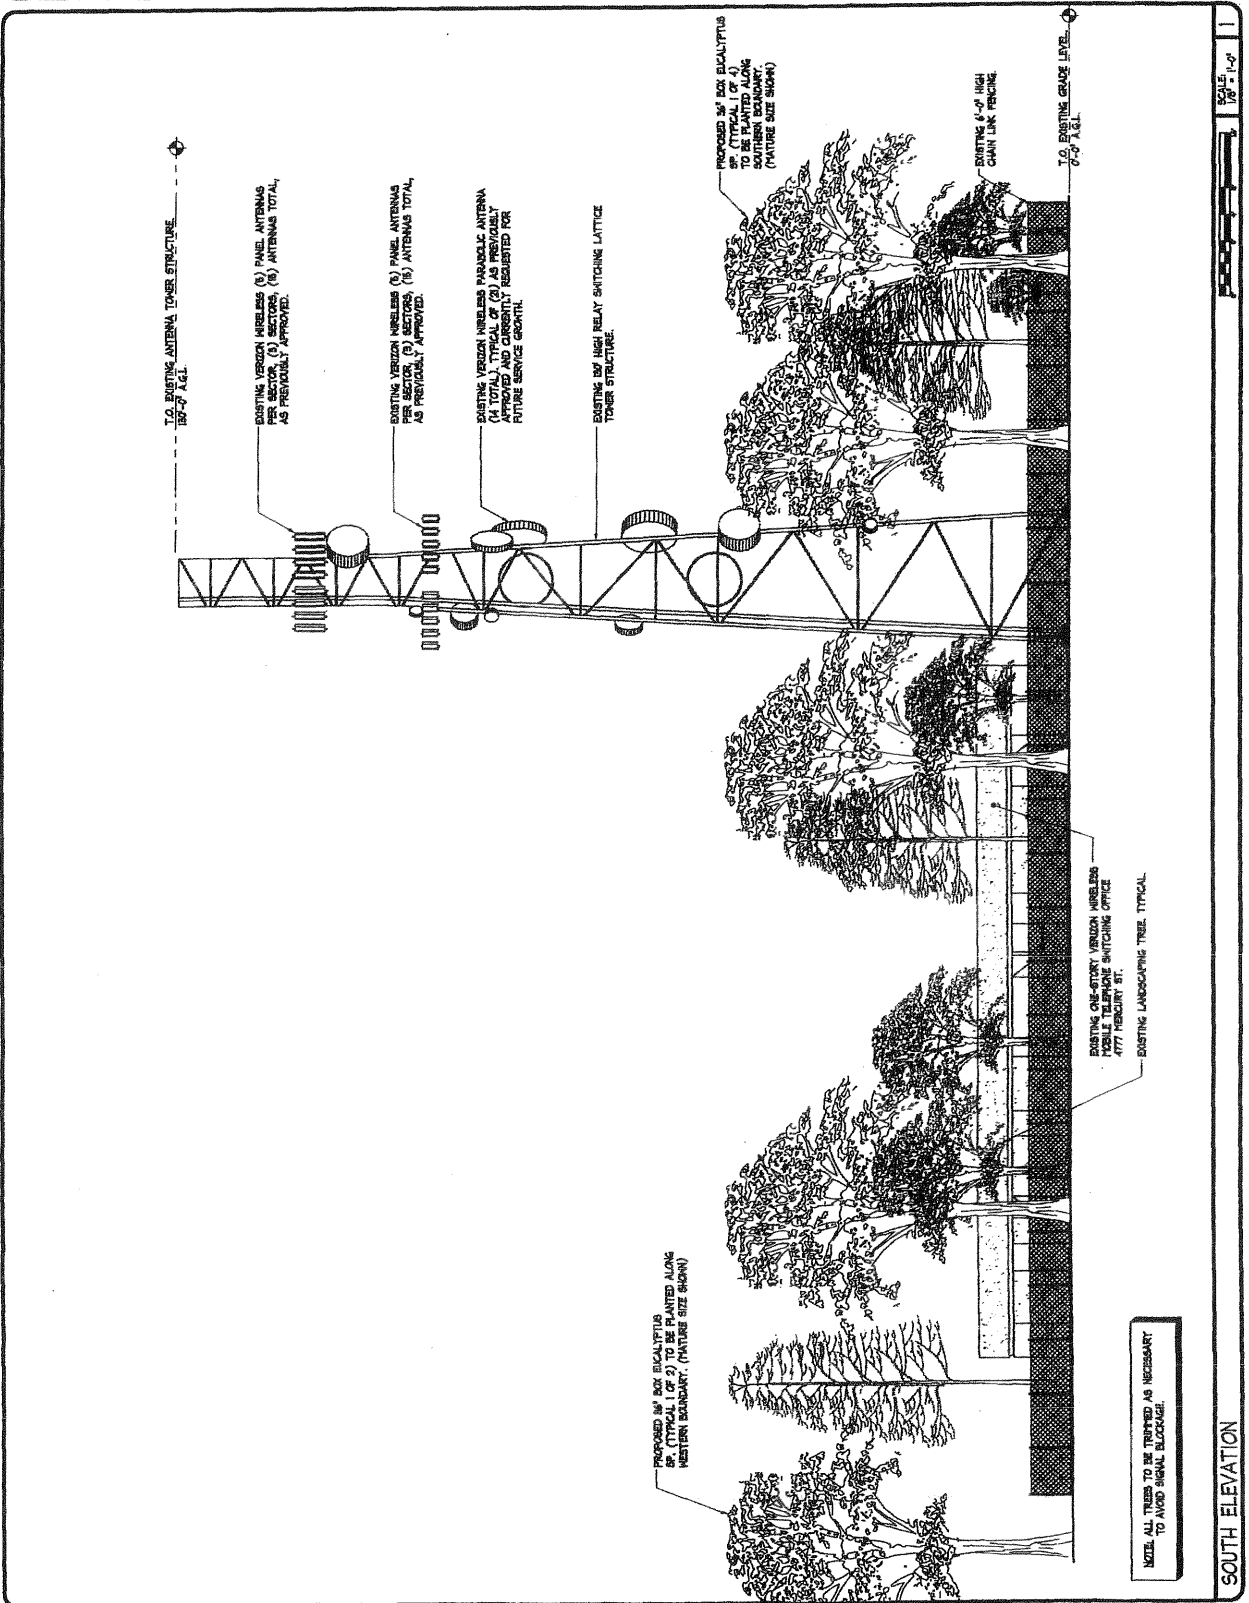 T.O. EXISTING ANTENNA TOWER STRUCTURE
130'-0" A.G.L.
EXISTING VERIZON WIRELESS (5) PANEL ANTENNAS
PER SECTOR, (3) SECTORS, (15) ANTENNAS TOTAL,
AS PREVIOUSLY APPROVED.
EXISTING VERIZON WIRELESS (5) PANEL ANTENNAS
PER SECTOR, (3) SECTORS, (15) ANTENNAS TOTAL,
AS PREVIOUSLY APPROVED.
EXISTING VERIZON WIRELESS PARABOLIC ANTENNA
(14 TOTAL). TYPICAL OF (21) AS PREVIOUSLY
APPROVED AND CURRENTLY REQUESTED FOR
FUTURE SERVICE GROWTH.
EXISTING 130' HIGH RELAY SWITCHING LATTICE
TOWER STRUCTURE.
PROPOSED 36" BOX EUCALYPTUS
SP. (TYPICAL 1 OF 4)
TO BE PLANTED ALONG
SOUTHERN BOUNDARY.
(MATURE SIZE SHOWN)
EXISTING 6'-0" HIGH
CHAIN LINK FENCING.
T.O. EXISTING GRADE LEVEL
0'-0" A.G.L.
PROPOSED 36" BOX EUCALYPTUS
SP. (TYPICAL 1 OF 2) TO BE PLANTED ALONG
WESTERN BOUNDARY. (MATURE SIZE SHOWN)
EXISTING ONE-STORY VERIZON WIRELESS
MOBILE TELEPHONE SWITCHING OFFICE
4777 MERCURY ST.
EXISTING LANDSCAPING TREE. TYPICAL.
NOTE: ALL TREES TO BE TRIMMED AS NECESSARY
TO AVOID SIGNAL BLOCKAGE.
SOUTH ELEVATION
SCALE:
1/8" = 1'-0"
1